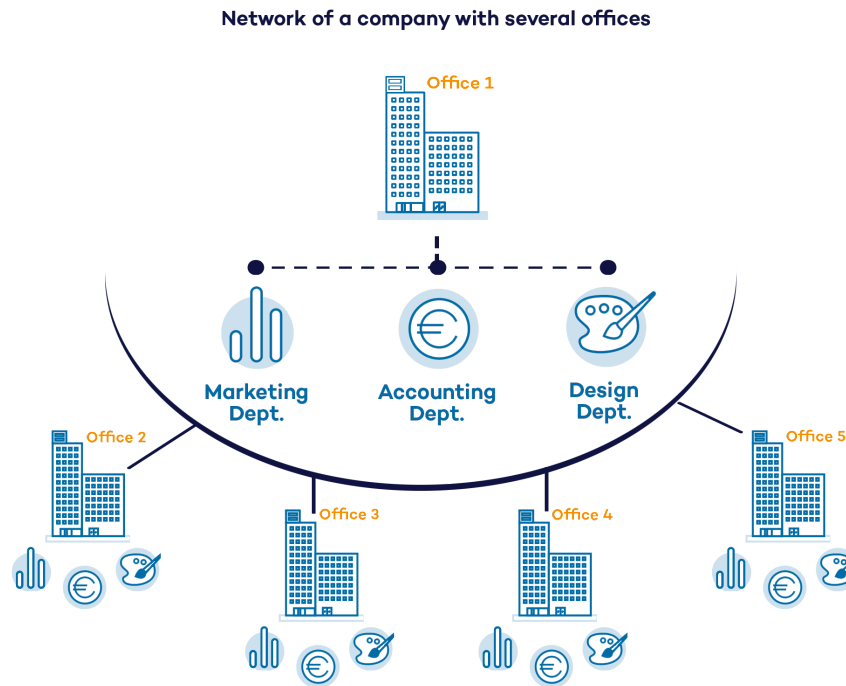 Network of a company with several offices
Office 1
Marketing
Dept.
Accounting
Dept.
Design
Dept.
Office 2
Office 5
Office 3
Office 4